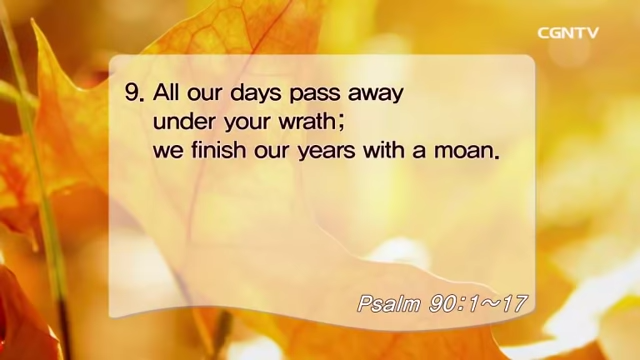 CGNTV
9. All our days pass away
under your wrath;
we finish our years with a moan.
Psalm 90:1~17